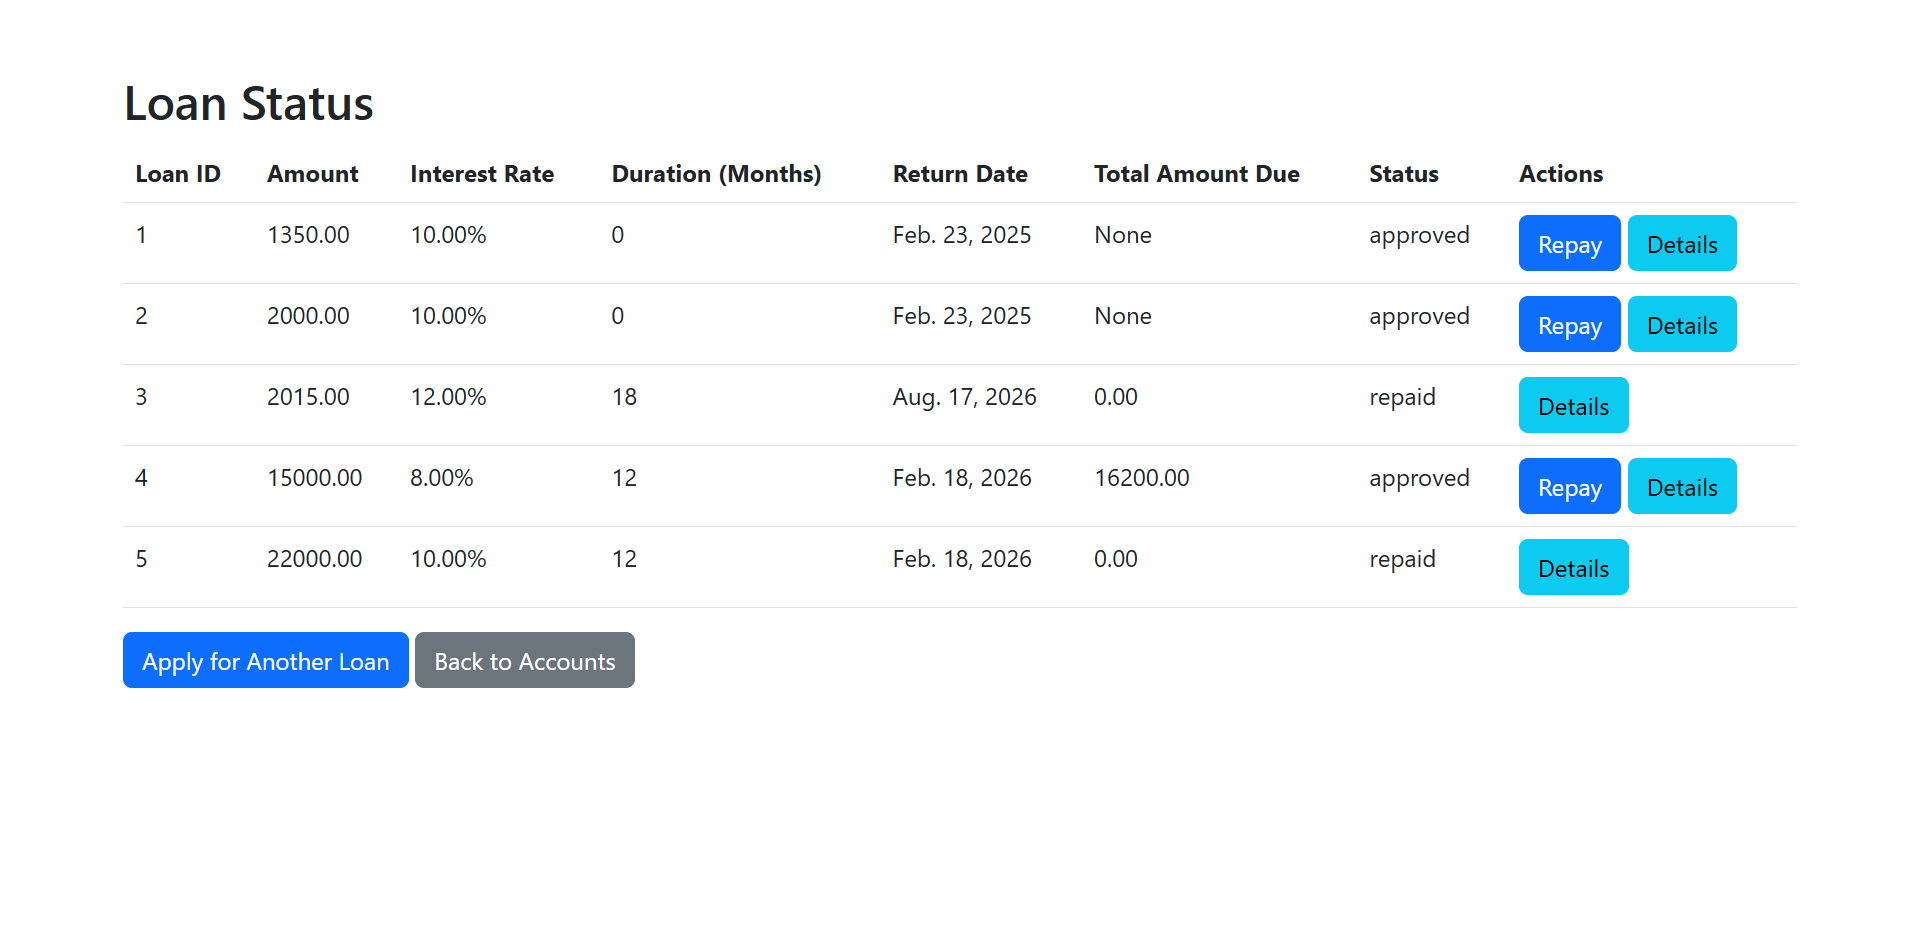 Loan Status
Loan ID Amount Interest Rate Duration (Months) Return Date Total Amount Due Status Actions
1 1350.00 10.00% 0 Feb. 23, 2025 None approved Repay Details
2 2000.00 10.00% 0 Feb. 23, 2025 None approved Repay Details
3 2015.00 12.00% 18 Aug. 17, 2026 0.00 repaid Details
4 15000.00 8.00% 12 Feb. 18, 2026 16200.00 approved Repay Details
5 22000.00 10.00% 12 Feb. 18, 2026 0.00 repaid Details
Apply for Another Loan Back to Accounts